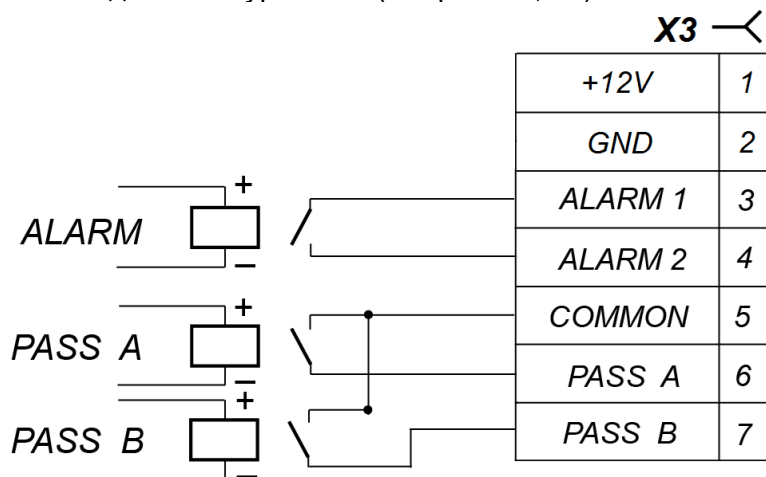 X3
+12V 1
GND 2
ALARM 1 3
ALARM 2 4
COMMON 5
PASS A 6
PASS B 7
+
ALARM
–
+
PASS A
–
+
PASS B
–